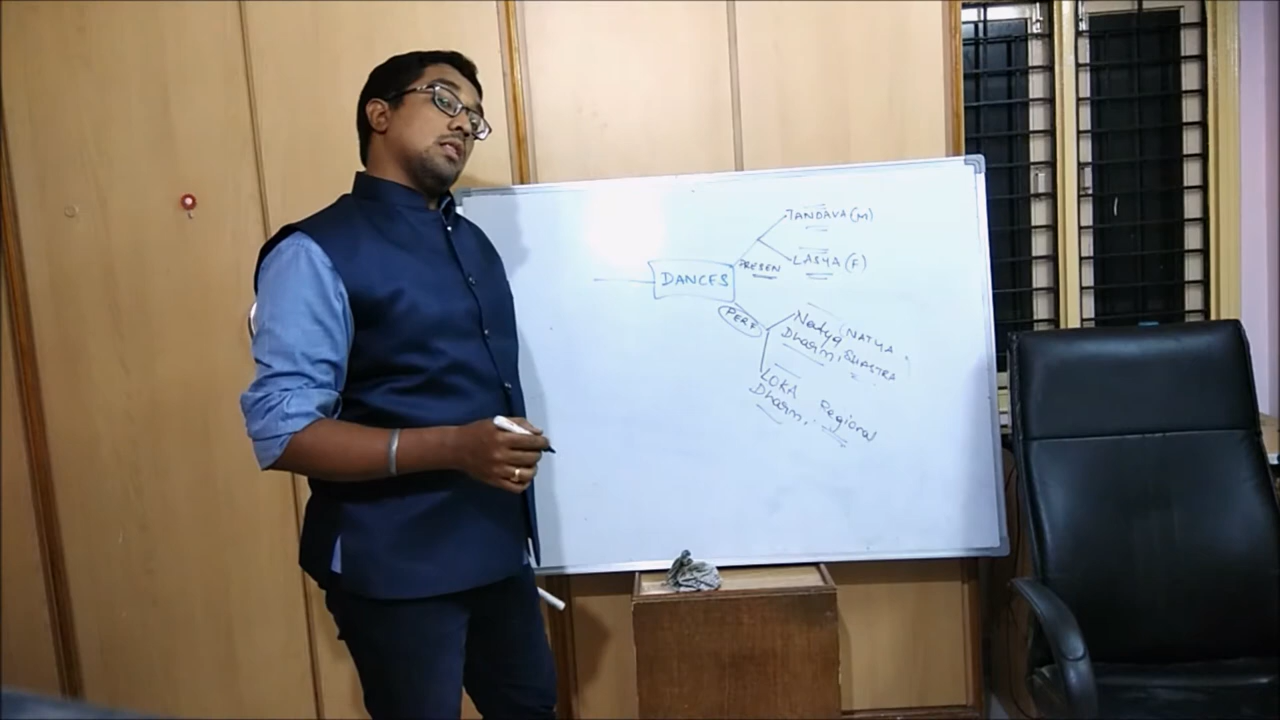 TANDAVA (M)
LASYA (F)
PRESEN
DANCES
PERF
Natya NATYA
Dharmi SHASTRA
LOKA Regional
Dharmi